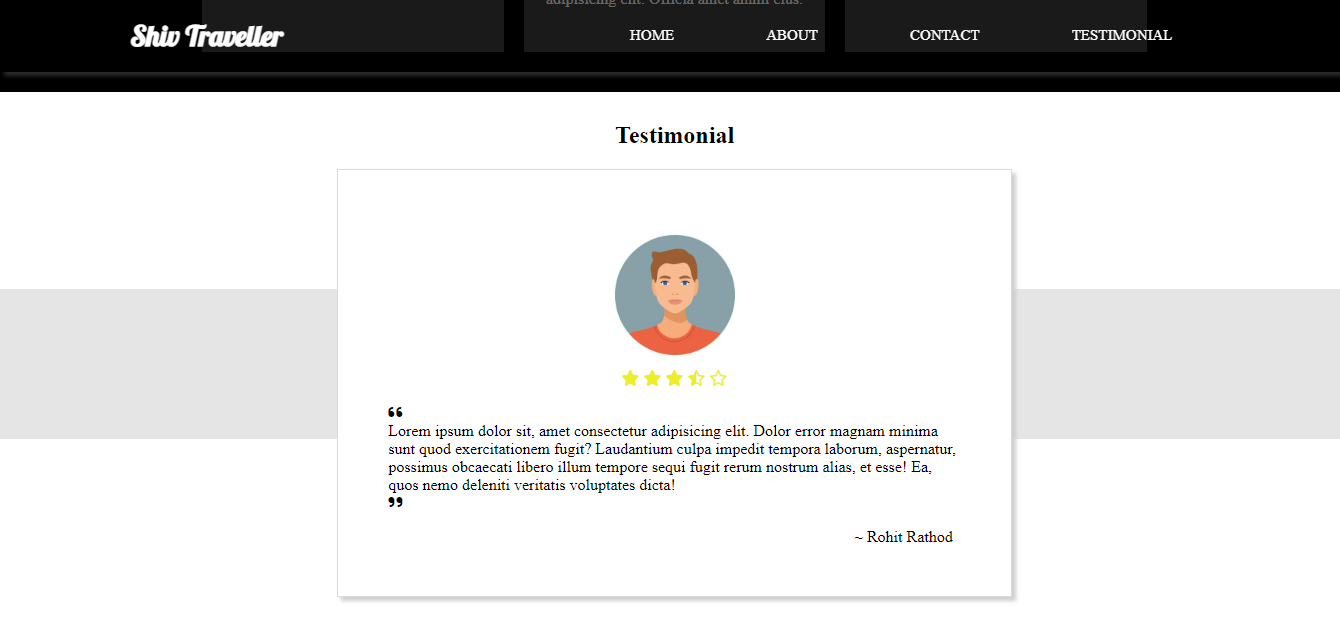 adipisicing elit. Officia amet animi eius.
Shiv Traveller HOME ABOUT CONTACT TESTIMONIAL
Testimonial
“
Lorem ipsum dolor sit, amet consectetur adipisicing elit. Dolor error magnam minima
sunt quod exercitationem fugit? Laudantium culpa impedit tempora laborum, aspernatur,
possimus obcaecati libero illum tempore sequi fugit rerum nostrum alias, et esse! Ea,
quos nemo deleniti veritatis voluptates dicta!
”
~ Rohit Rathod